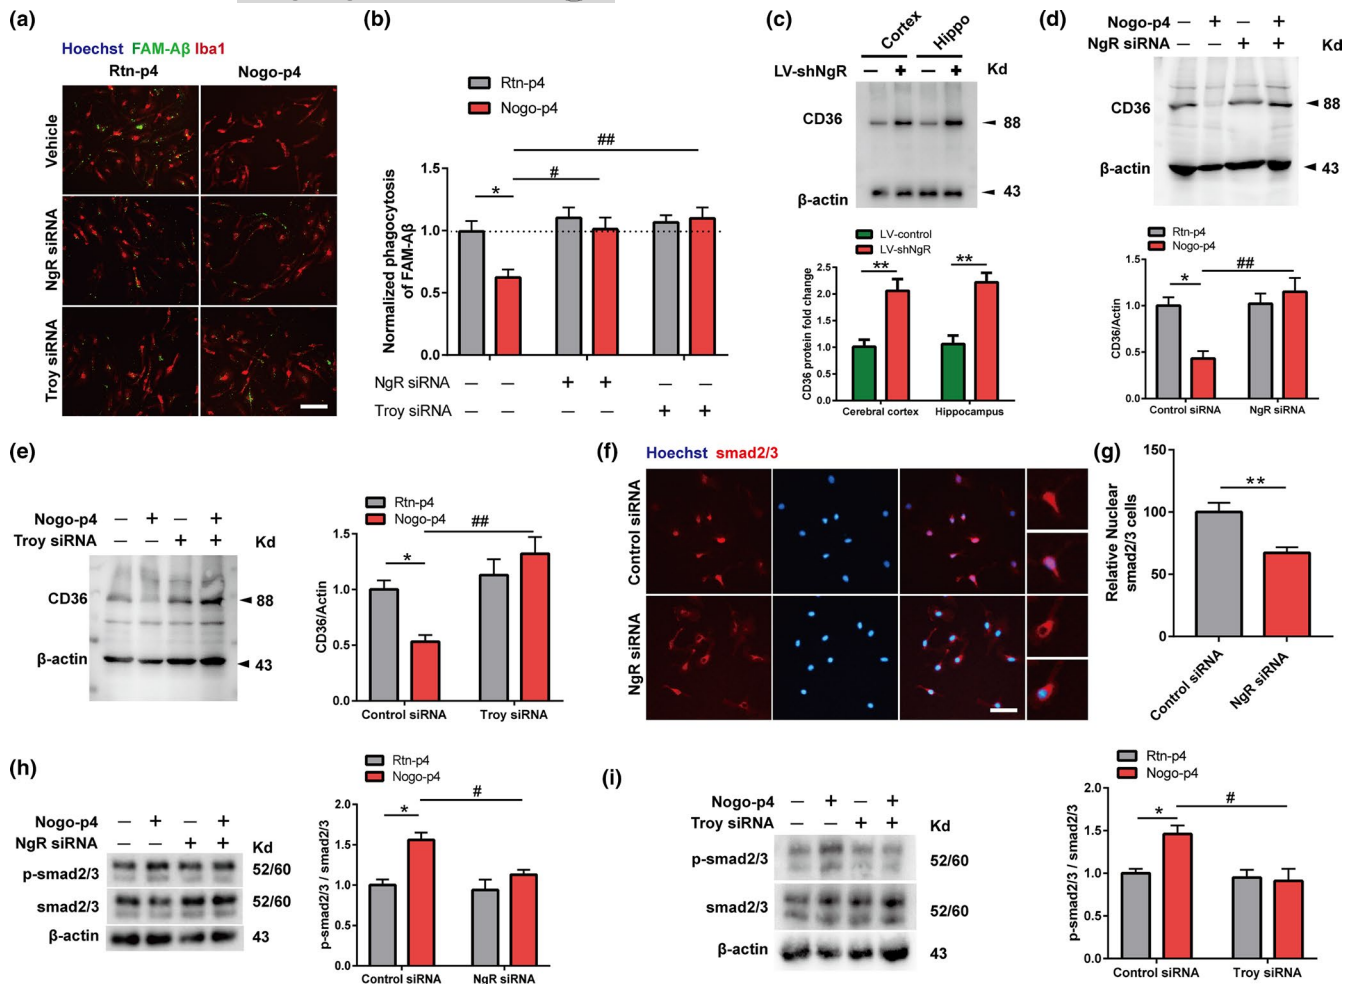 (a)
Hoechst FAM-Aβ Iba1
Rtn-p4 Nogo-p4
Vehicle
NgR siRNA
Troy siRNA
(b)
Rtn-p4
Nogo-p4
Normalized phagocytosis
of FAM-Aβ
1.5
1.0
0.5
0.0
* # ##
NgR siRNA — — + + — —
Troy siRNA — — — — + +
(c)
Cortex Hippo
LV-shNgR — + — + Kd
CD36 88
β-actin 43
LV-control
LV-shNgR
CD36 protein fold change
2.5
2.0
1.5
1.0
0.5
0.0
** **
Cerebral cortex Hippocampus
(d)
Nogo-p4 — + — +
NgR siRNA — — + + Kd
CD36 88
β-actin 43
Rtn-p4
Nogo-p4
CD36/Actin
1.5
1.0
0.5
0.0
* ##
Control siRNA NgR siRNA
(e)
Nogo-p4 — + — +
Troy siRNA — — + + Kd
CD36 88
β-actin 43
Rtn-p4
Nogo-p4
CD36/Actin
1.5
1.0
0.5
1.0
* ##
Control siRNA Troy siRNA
(f)
Hoechst smad2/3
Control siRNA
NgR siRNA
(g)
Relative Nuclear
smad2/3 cells
150
100
50
0
**
Control siRNA NgR siRNA
(h)
Nogo-p4 — + — +
NgR siRNA — — + + Kd
p-smad2/3 52/60
smad2/3 52/60
β-actin 43
Rtn-p4
Nogo-p4
p-smad2/3 / smad2/3
2.0
1.5
1.0
0.5
0.0
* #
Control siRNA NgR siRNA
(i)
Nogo-p4 — + — +
Troy siRNA — — + + Kd
p-smad2/3 52/60
smad2/3 52/60
β-actin 43
Rtn-p4
Nogo-p4
p-smad2/3 / smad2/3
2.0
1.5
1.0
0.5
0.0
* #
Control siRNA Troy siRNA